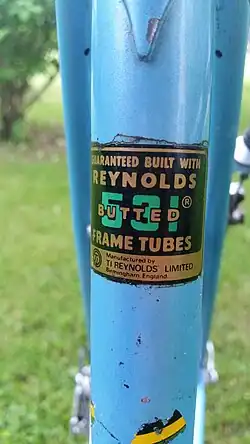 GUARANTEED BUILT WITH
REYNOLDS
531®
BUTTED
FRAME TUBES
Manufactured by
TI REYNOLDS LIMITED
Birmingham England